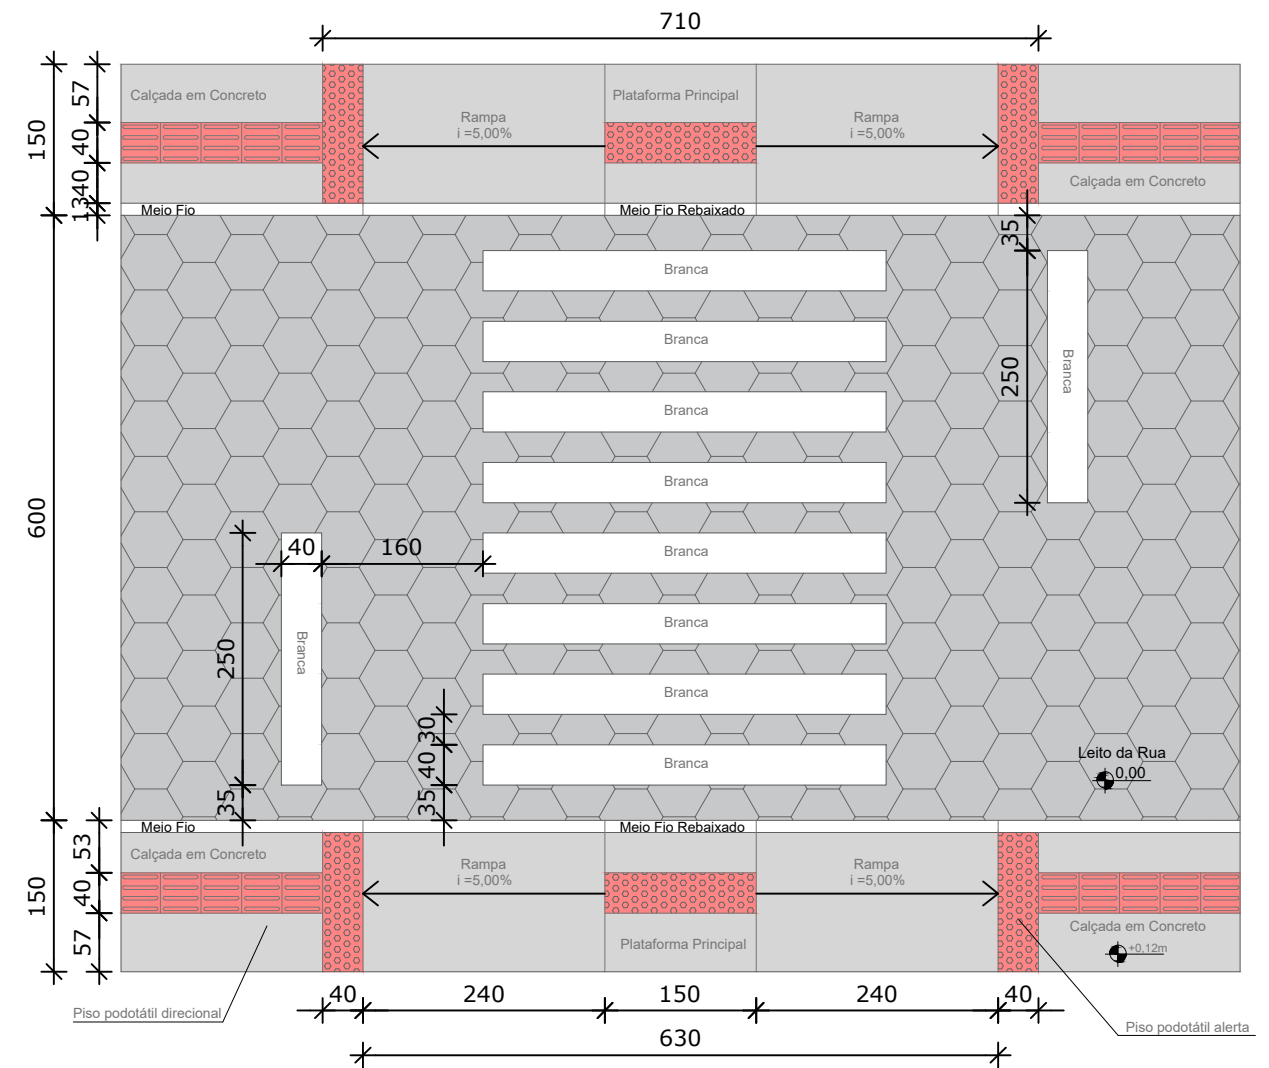 710
57
150
40
40
13
Calçada em Concreto
Rampa
i =5,00%
Plataforma Principal
Rampa
i =5,00%
Calçada em Concreto
Meio Fio
Meio Fio Rebaixado
35
Branca
Branca
Branca
Branca
Branca
Branca
Branca
Branca
250
Branca
600
40
160
250
Branca
35
30
40
35
Leito da Rua
0,00
Meio Fio
Meio Fio Rebaixado
53
150
40
57
Calçada em Concreto
Rampa
i =5,00%
Rampa
i =5,00%
Plataforma Principal
Calçada em Concreto
+0,12m
40
240
150
240
40
Piso podotátil direcional
Piso podotátil alerta
630